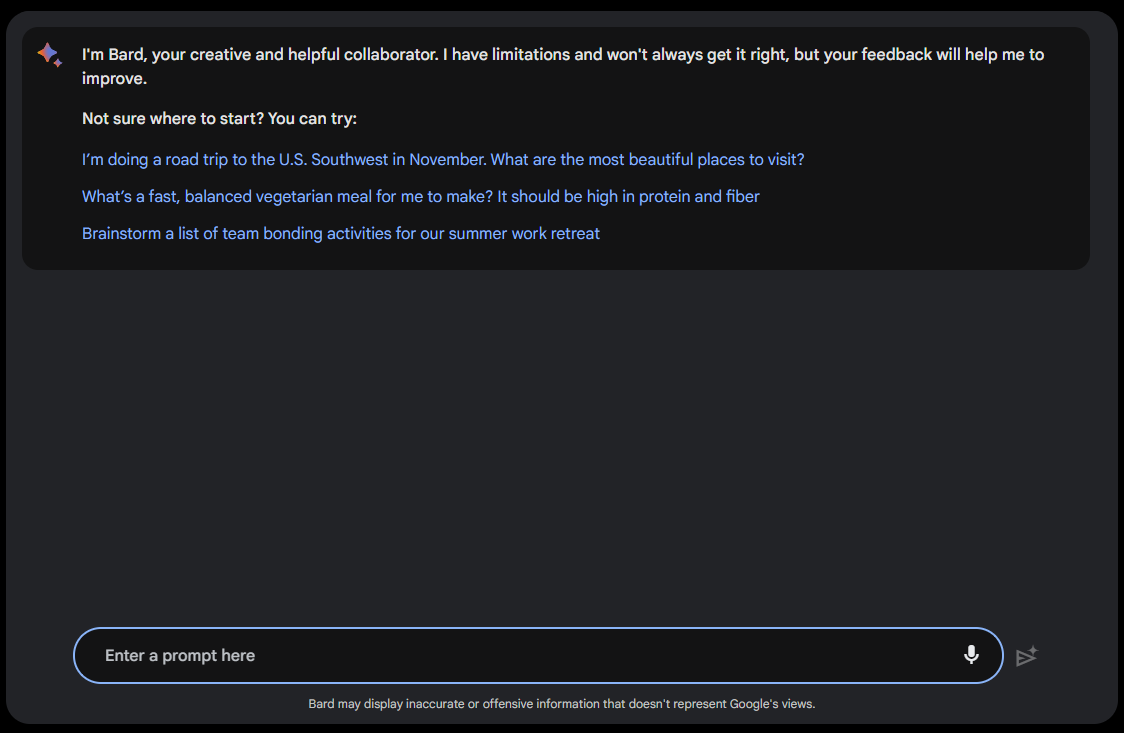 I'm Bard, your creative and helpful collaborator. I have limitations and won't always get it right, but your feedback will help me to
improve.
Not sure where to start? You can try:
I’m doing a road trip to the U.S. Southwest in November. What are the most beautiful places to visit?
What’s a fast, balanced vegetarian meal for me to make? It should be high in protein and fiber
Brainstorm a list of team bonding activities for our summer work retreat
Enter a prompt here
Bard may display inaccurate or offensive information that doesn't represent Google's views.